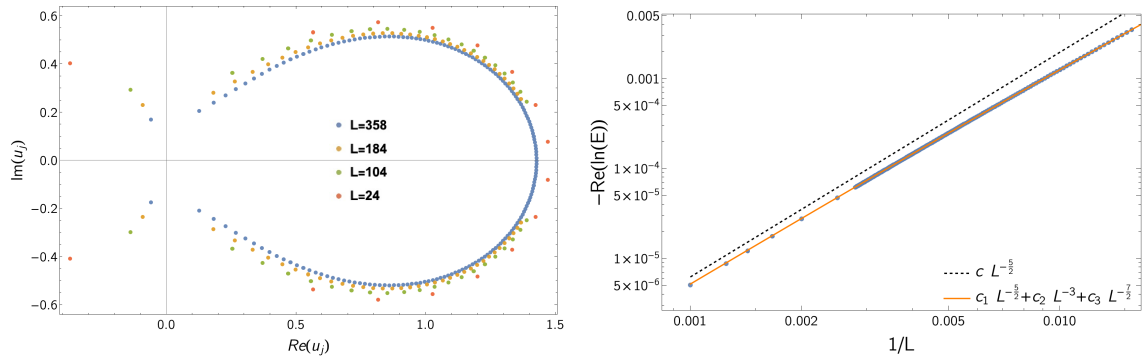 0.6
0.4
0.2
0.0
−0.2
−0.4
−0.6
Im(u_j)
L=358
L=184
L=104
L=24
0.0
0.5
1.0
1.5
Re(u_j)
0.005
0.001
5×10^{-4}
1×10^{-4}
5×10^{-5}
1×10^{-5}
5×10^{-6}
−Re(ln(E))
c L^{-5/2}
c_1 L^{-5/2}+c_2 L^{-3}+c_3 L^{-7/2}
0.001
0.002
0.005
0.010
1/L